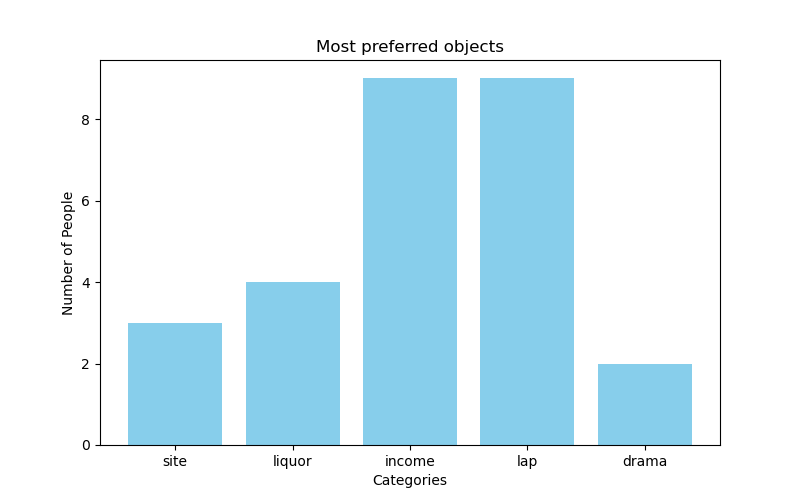 Most preferred objects
Number of People
8
6
4
2
0
site liquor income lap drama
Categories